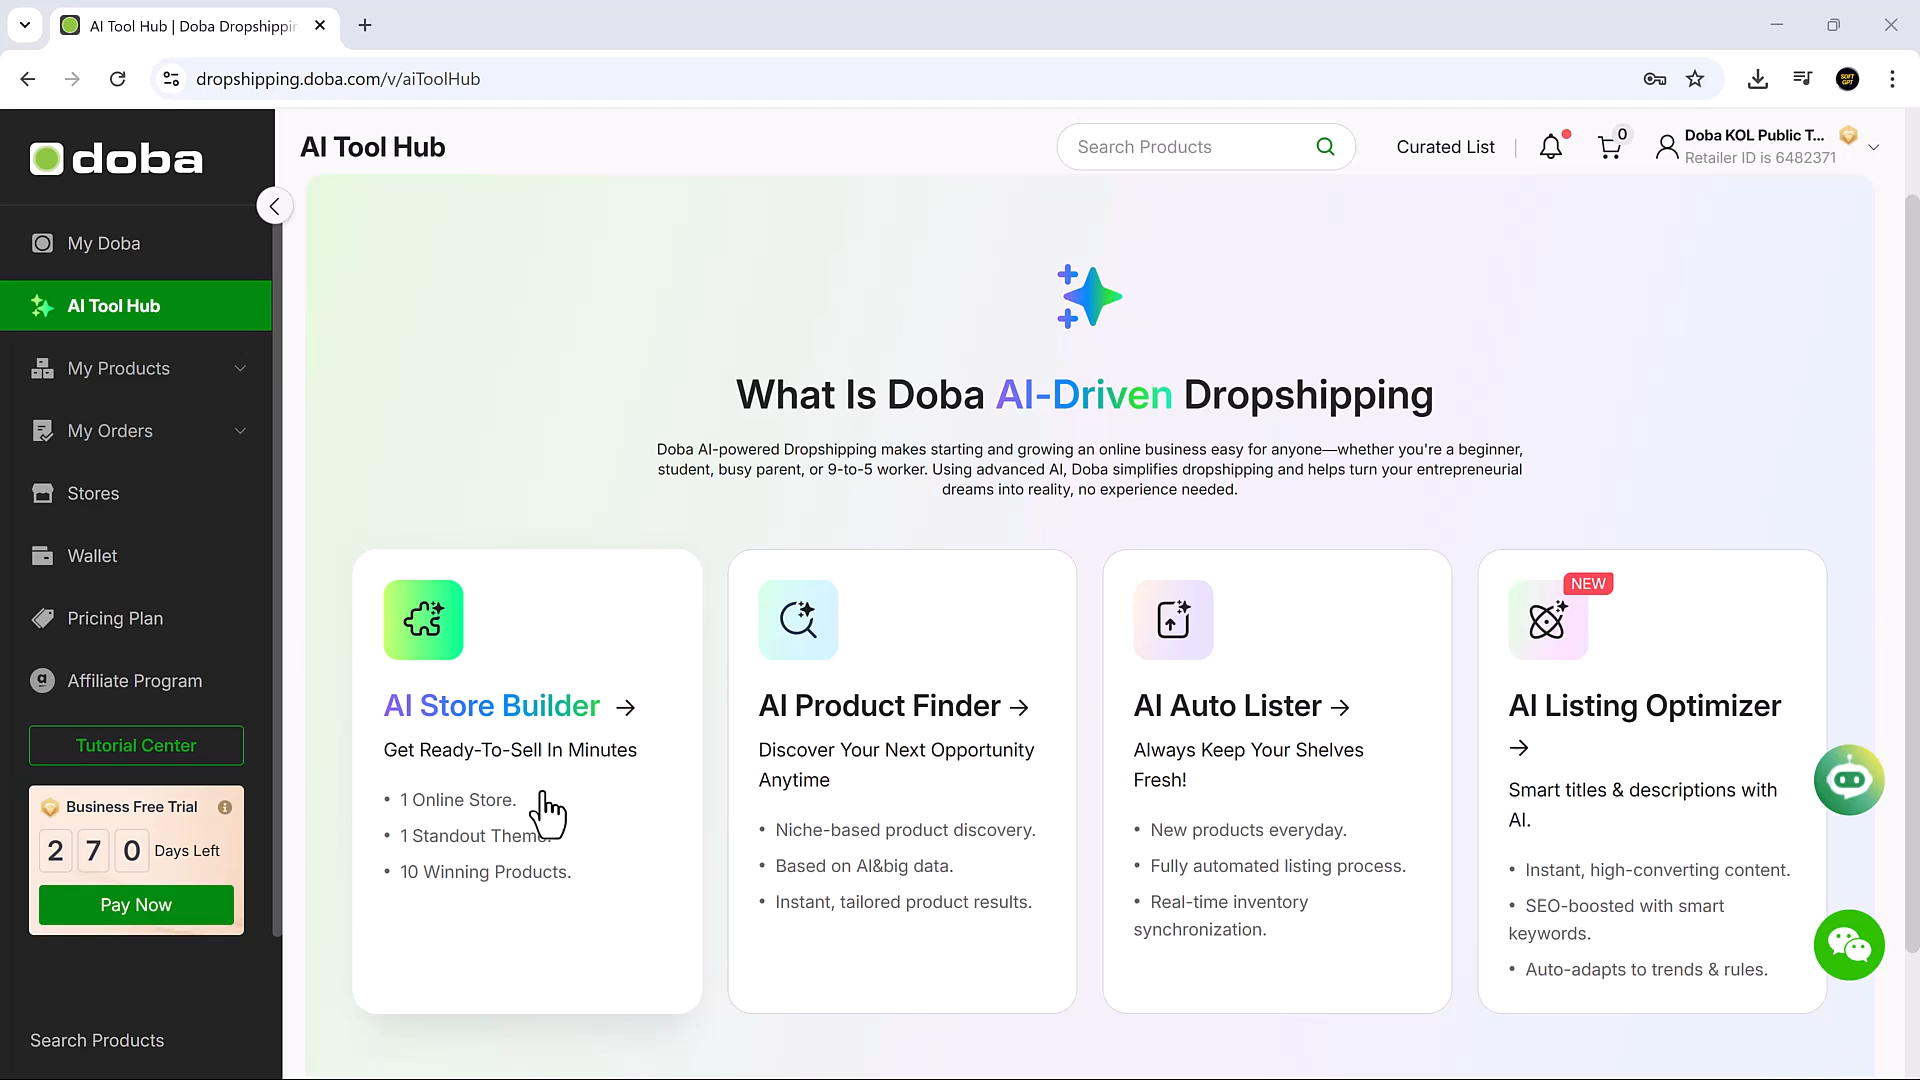 AI Tool Hub | Doba Dropshippin
dropshipping.doba.com/v/aiToolHub
SOFT
GPT
doba
AI Tool Hub
Search Products
Curated List
0
Doba KOL Public T...
Retailer ID is 6482371
My Doba
AI Tool Hub
My Products
My Orders
Stores
Wallet
Pricing Plan
Affiliate Program
Tutorial Center
Business Free Trial
2 7 0 Days Left
Pay Now
Search Products
What Is Doba AI-Driven Dropshipping
Doba AI-powered Dropshipping makes starting and growing an online business easy for anyone—whether you're a beginner,
student, busy parent, or 9-to-5 worker. Using advanced AI, Doba simplifies dropshipping and helps turn your entrepreneurial
dreams into reality, no experience needed.
AI Store Builder →
Get Ready-To-Sell In Minutes
• 1 Online Store.
• 1 Standout Theme.
• 10 Winning Products.
AI Product Finder →
Discover Your Next Opportunity
Anytime
• Niche-based product discovery.
• Based on AI&big data.
• Instant, tailored product results.
AI Auto Lister →
Always Keep Your Shelves
Fresh!
• New products everyday.
• Fully automated listing process.
• Real-time inventory
synchronization.
NEW
AI Listing Optimizer
→
Smart titles & descriptions with
AI.
• Instant, high-converting content.
• SEO-boosted with smart
keywords.
• Auto-adapts to trends & rules.